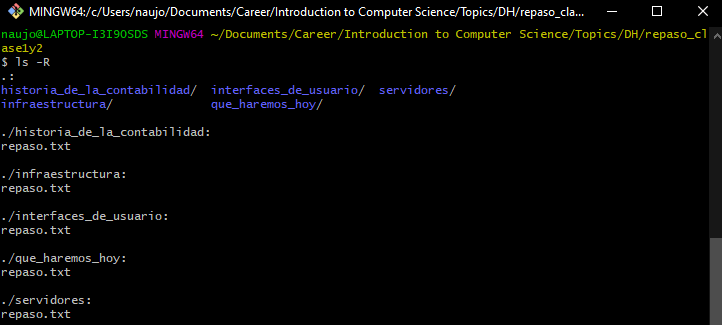 MINGW64:/c/Users/naujo/Documents/Career/Introduction to Computer Science/Topics/DH/repaso_cla...
naujo@LAPTOP-I3I9OSDS MINGW64 ~/Documents/Career/Introduction to Computer Science/Topics/DH/repaso_cl
ase1y2
$ ls -R
.:
historia_de_la_contabilidad/  interfaces_de_usuario/  servidores/
infraestructura/              que_haremos_hoy/

./historia_de_la_contabilidad:
repaso.txt

./infraestructura:
repaso.txt

./interfaces_de_usuario:
repaso.txt

./que_haremos_hoy:
repaso.txt

./servidores:
repaso.txt